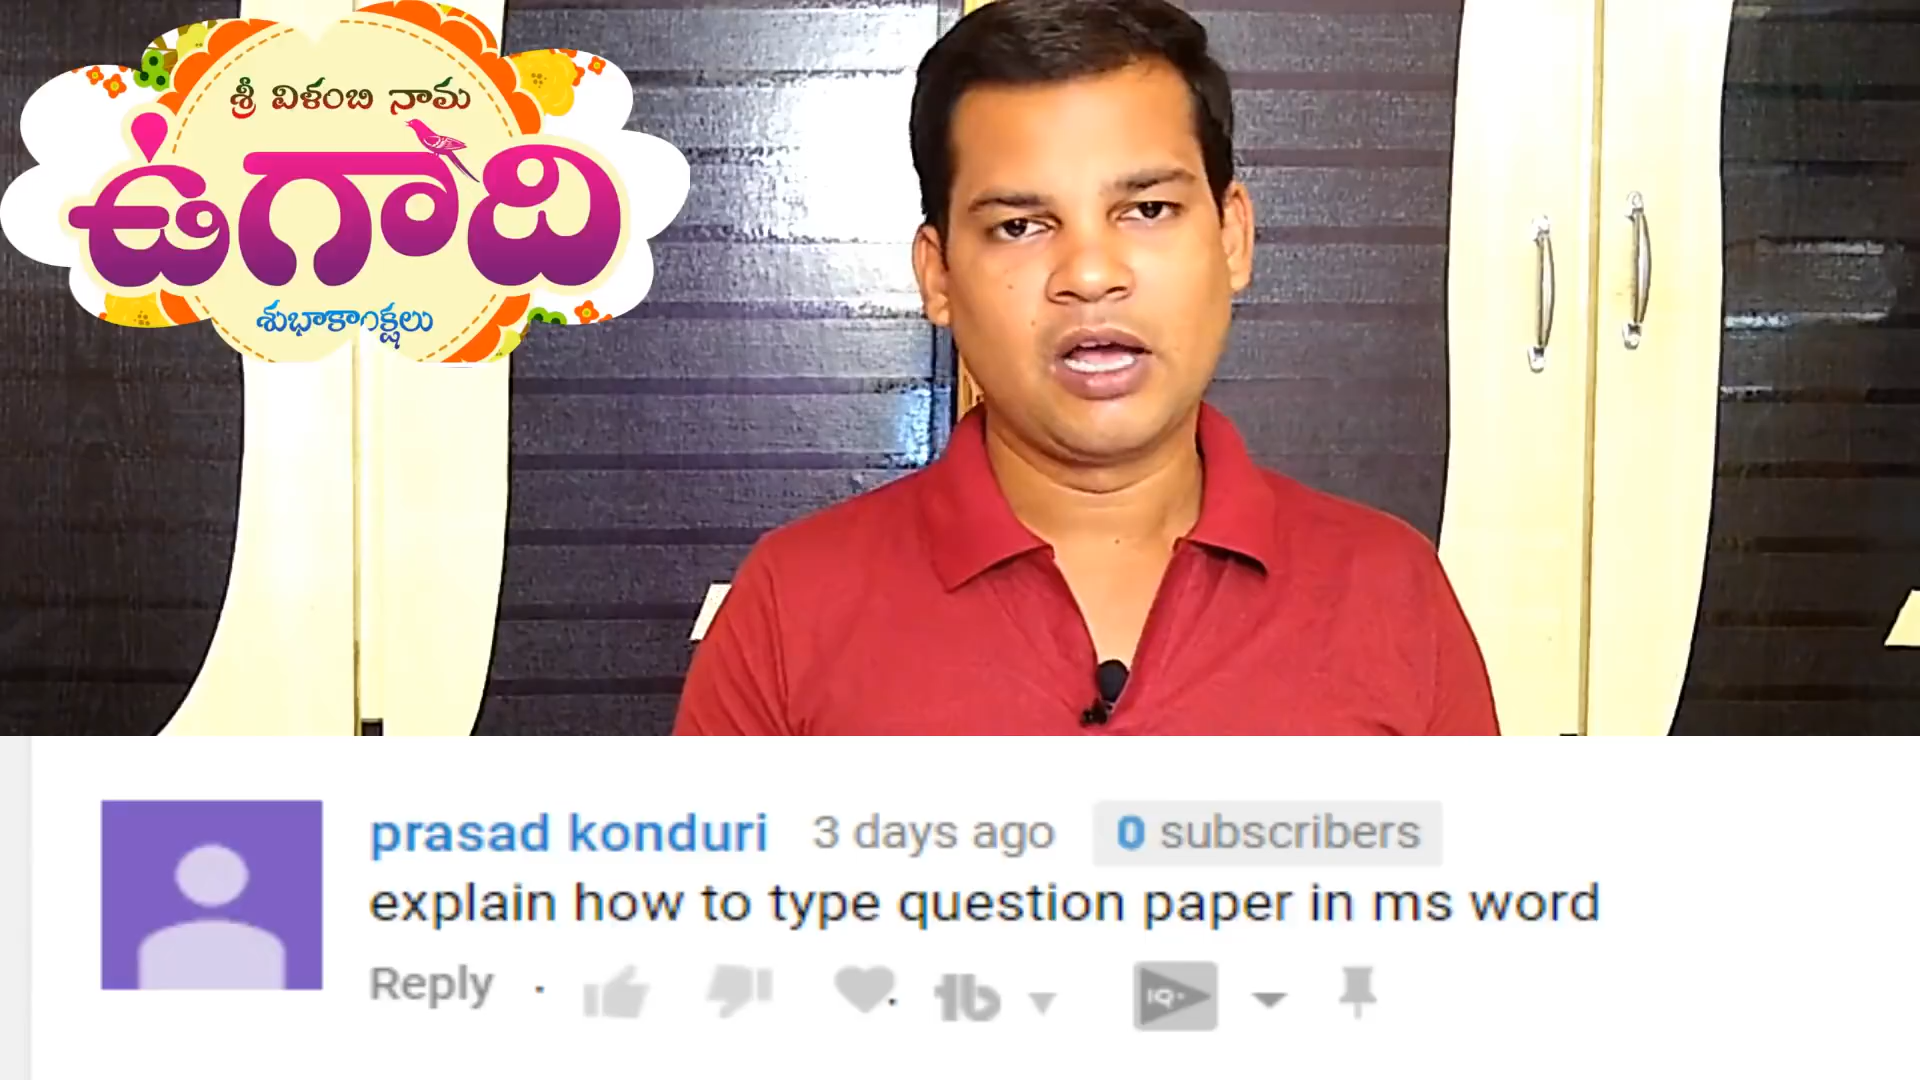 శ్రీ విళంబి నామ
ఉగాది
శుభాకాంక్షలు
prasad konduri 3 days ago 0 subscribers
explain how to type question paper in ms word
Reply
IQ